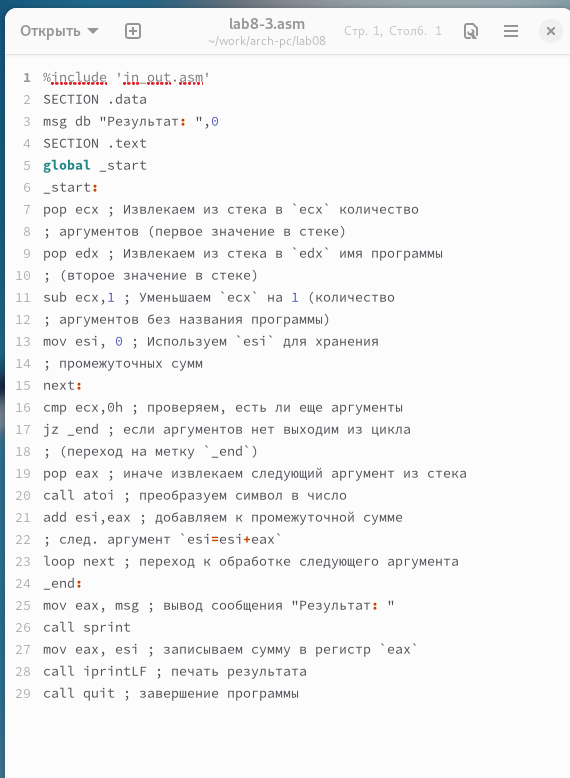 Открыть
lab8-3.asm
~/work/arch-pc/lab08
Стр. 1, Столб. 1
1 %include 'in_out.asm'
2 SECTION .data
3 msg db "Результат: ",0
4 SECTION .text
5 global _start
6 _start:
7 pop ecx ; Извлекаем из стека в `ecx` количество
8 ; аргументов (первое значение в стеке)
9 pop edx ; Извлекаем из стека в `edx` имя программы
10 ; (второе значение в стеке)
11 sub ecx,1 ; Уменьшаем `ecx` на 1 (количество
12 ; аргументов без названия программы)
13 mov esi, 0 ; Используем `esi` для хранения
14 ; промежуточных сумм
15 next:
16 cmp ecx,0h ; проверяем, есть ли еще аргументы
17 jz _end ; если аргументов нет выходим из цикла
18 ; (переход на метку `_end`)
19 pop eax ; иначе извлекаем следующий аргумент из стека
20 call atoi ; преобразуем символ в число
21 add esi,eax ; добавляем к промежуточной сумме
22 ; след. аргумент `esi=esi+eax`
23 loop next ; переход к обработке следующего аргумента
24 _end:
25 mov eax, msg ; вывод сообщения "Результат: "
26 call sprint
27 mov eax, esi ; записываем сумму в регистр `eax`
28 call iprintLF ; печать результата
29 call quit ; завершение программы